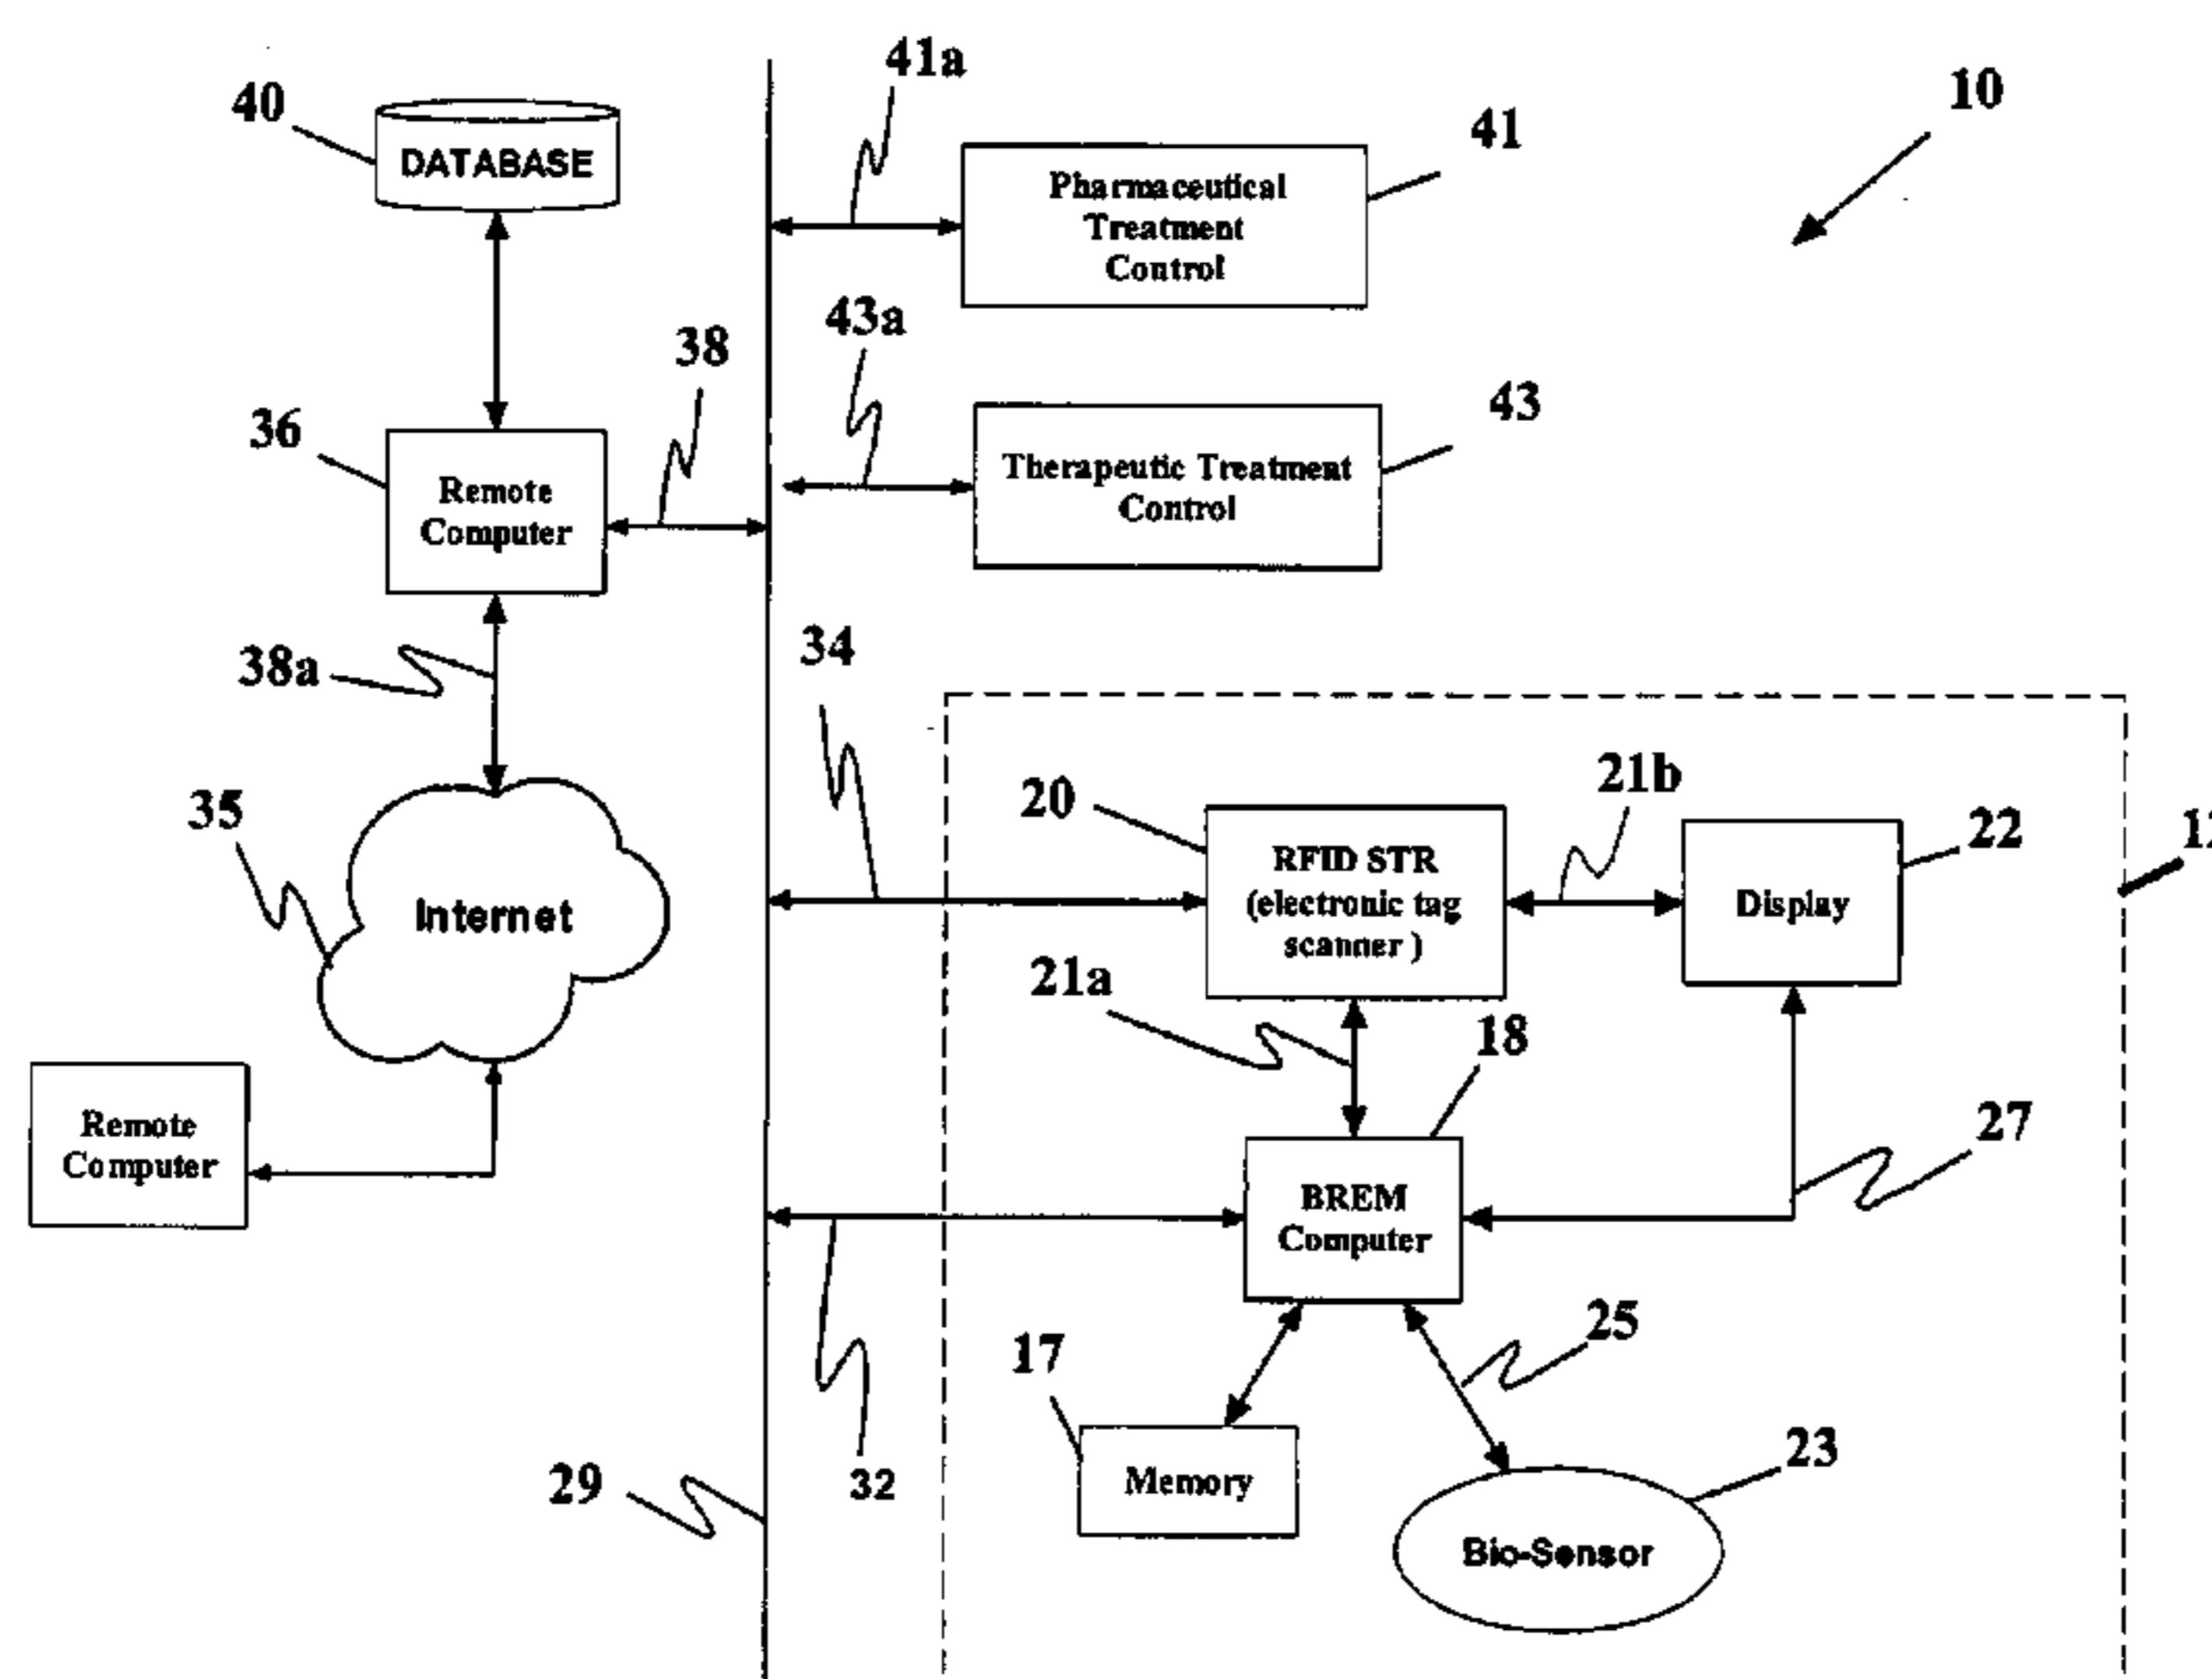 41a
10
40
DATABASE
41
Pharmaceutical
Treatment
Control
43a
38
43
36
Remote
Computer
Therapeutic Treatment
Control
34
38a
21b
35
20
22
RFID STR
(electronic tag
scanner )
Display
Internet
21a
18
27
Remote
Computer
BREM
Computer
25
17
23
29
32
Memory
Bio-Sensor